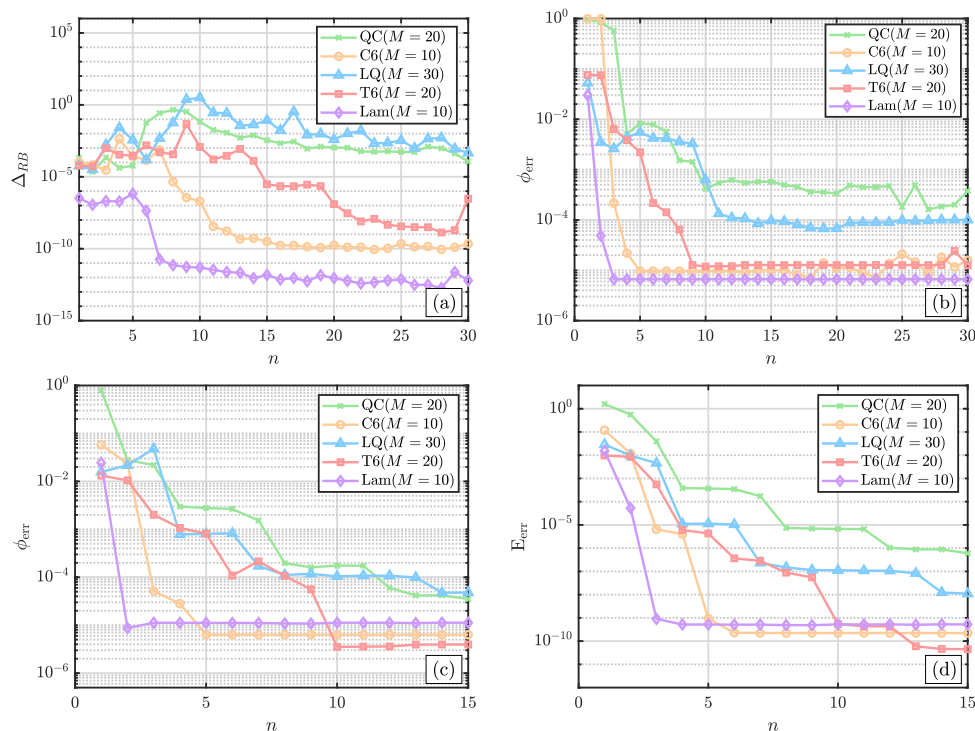 10^5
10^0
10^-5
10^-10
10^-15
Δ_RB
5 10 15 20 25 30
n
QC(M = 20)
C6(M = 10)
LQ(M = 30)
T6(M = 20)
Lam(M = 10)
(a)
10^0
10^-2
10^-4
10^-6
ϕ_err
5 10 15 20 25 30
n
QC(M = 20)
C6(M = 10)
LQ(M = 30)
T6(M = 20)
Lam(M = 10)
(b)
10^0
10^-2
10^-4
10^-6
ϕ_err
0 5 10 15
n
QC(M = 20)
C6(M = 10)
LQ(M = 30)
T6(M = 20)
Lam(M = 10)
(c)
10^0
10^-5
10^-10
E_err
0 5 10 15
n
QC(M = 20)
C6(M = 10)
LQ(M = 30)
T6(M = 20)
Lam(M = 10)
(d)